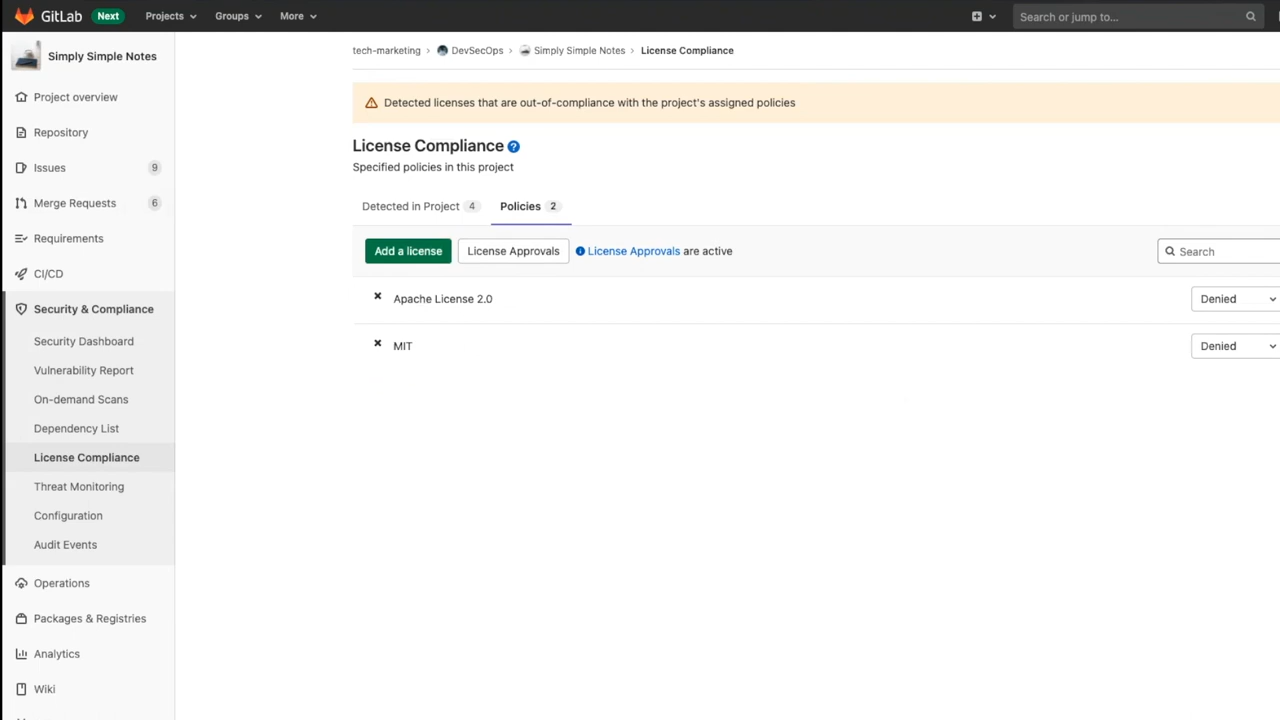 GitLab Next Projects Groups More Search or jump to...
Simply Simple Notes
tech-marketing › DevSecOps › Simply Simple Notes › License Compliance
Project overview
Repository
Issues 9
Merge Requests 6
Requirements
CI/CD
Security & Compliance
Security Dashboard
Vulnerability Report
On-demand Scans
Dependency List
License Compliance
Threat Monitoring
Configuration
Audit Events
Operations
Packages & Registries
Analytics
Wiki
Detected licenses that are out-of-compliance with the project's assigned policies
License Compliance ?
Specified policies in this project
Detected in Project 4 Policies 2
Add a license License Approvals License Approvals are active Search
Apache License 2.0 Denied
MIT Denied